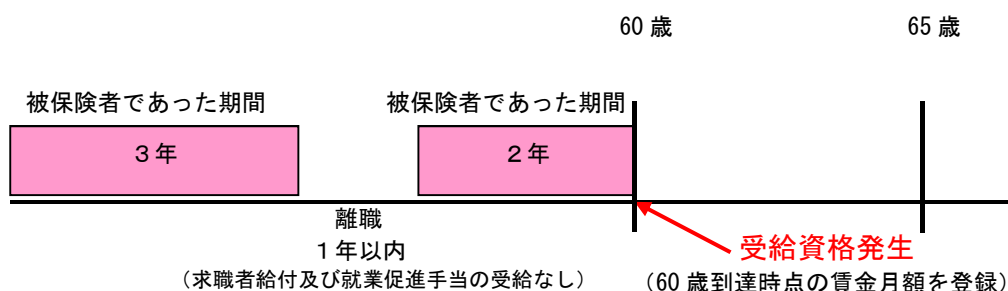 60 歳
65 歳
被保険者であった期間
被保険者であった期間
３年
２年
離職
１年以内
（求職者給付及び就業促進手当の受給なし）
受給資格発生
（60 歳到達時点の賃金月額を登録）